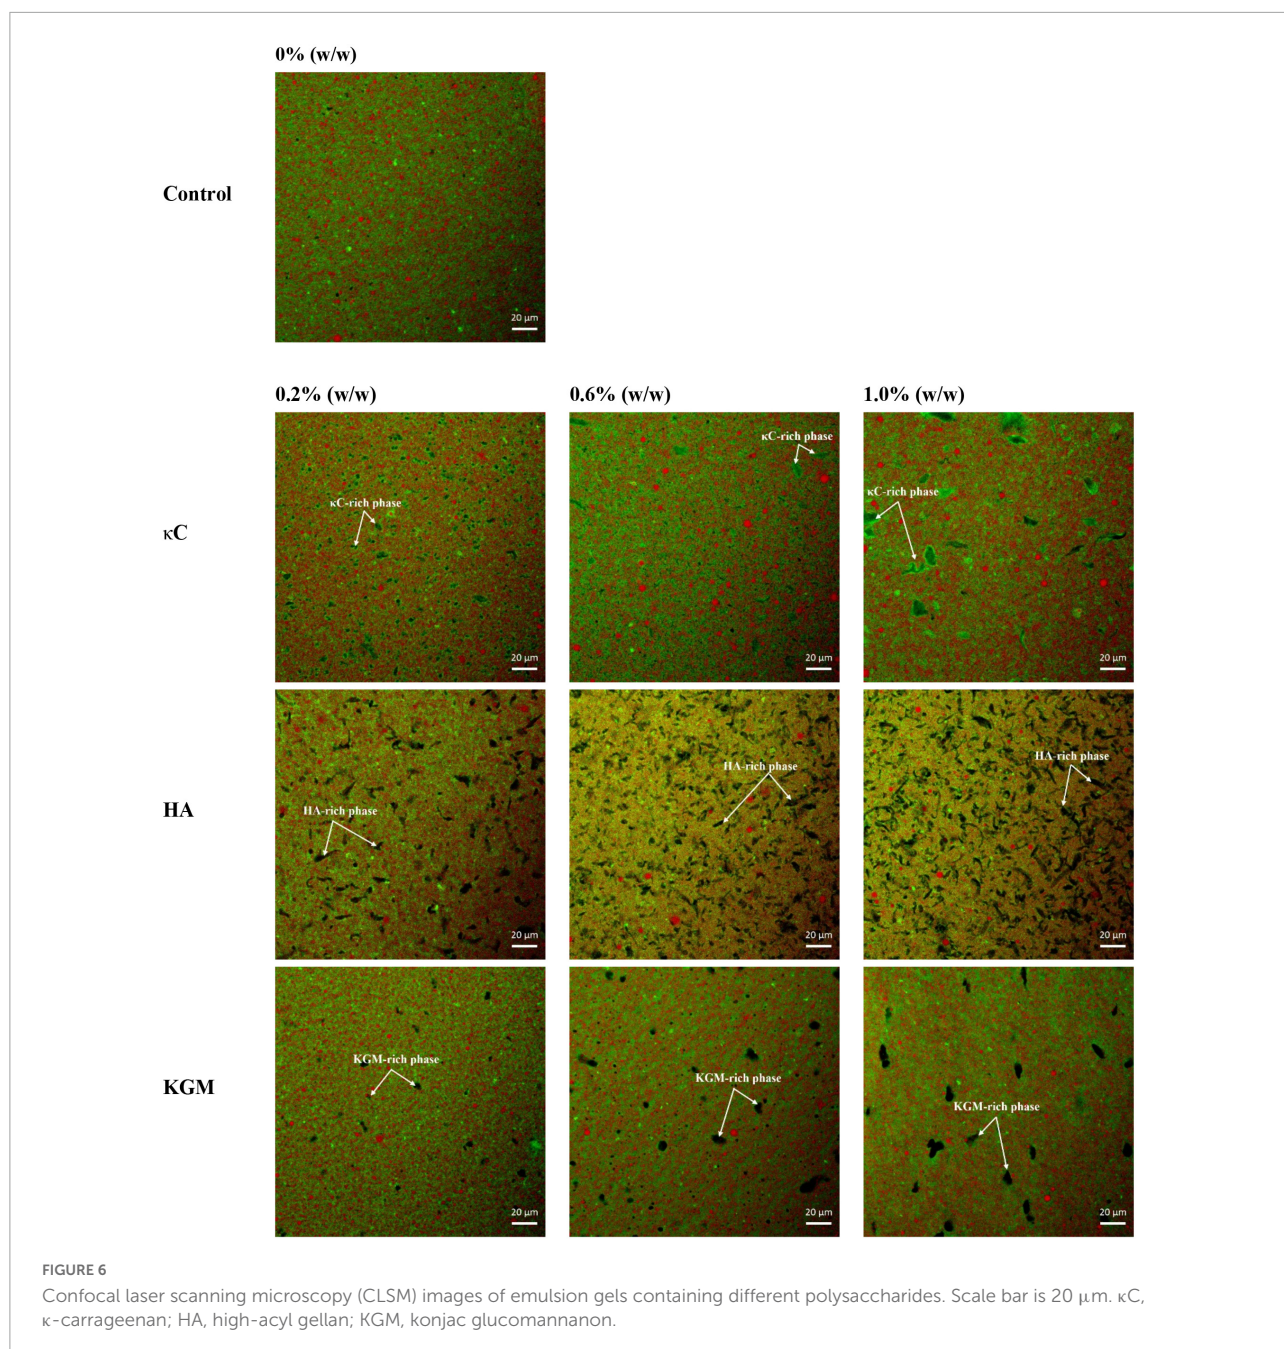 0% (w/w)
Control
20 μm
0.2% (w/w)
0.6% (w/w)
1.0% (w/w)
κC
κC-rich phase
20 μm
κC-rich phase
20 μm
κC-rich phase
20 μm
HA
HA-rich phase
20 μm
HA-rich phase
20 μm
HA-rich phase
20 μm
KGM
KGM-rich phase
20 μm
KGM-rich phase
20 μm
KGM-rich phase
20 μm
FIGURE 6
Confocal laser scanning microscopy (CLSM) images of emulsion gels containing different polysaccharides. Scale bar is 20 μm. κC,
κ-carrageenan; HA, high-acyl gellan; KGM, konjac glucomannanon.